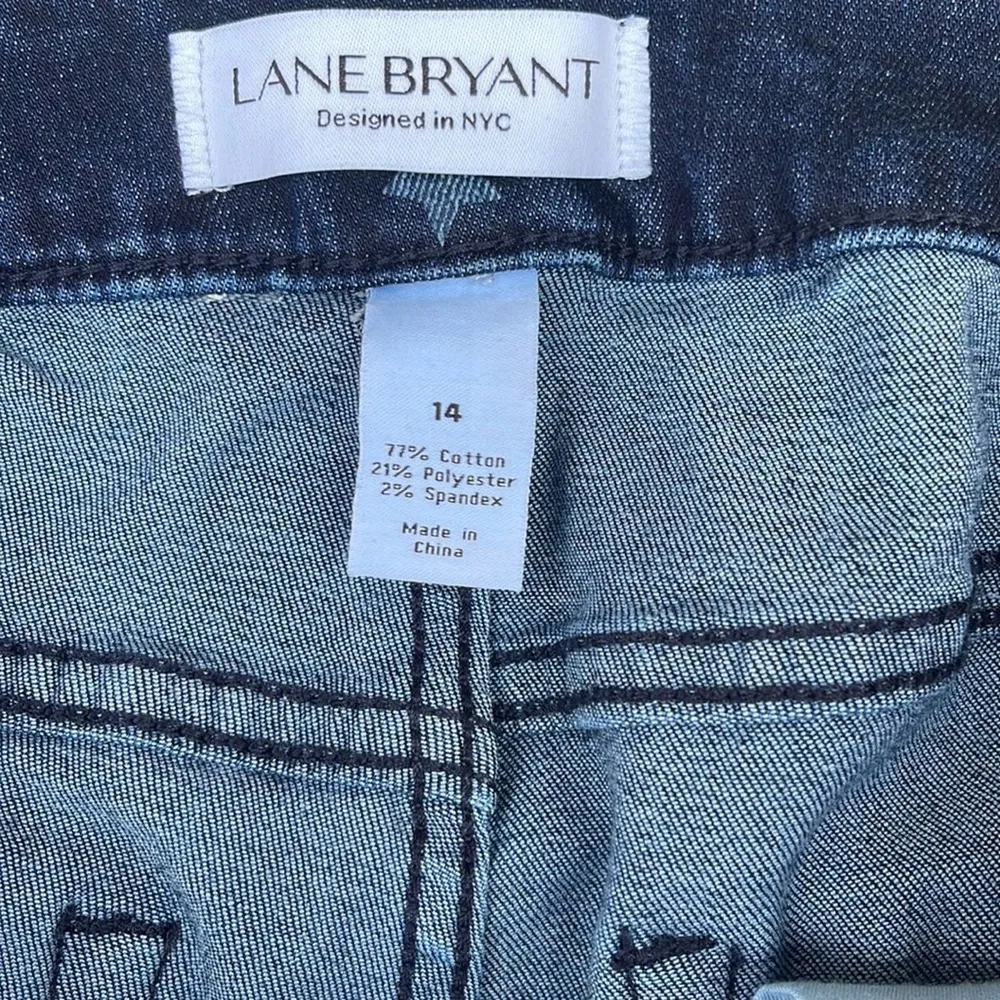 LANE BRYANT
Designed in NYC
14
77% Cotton
21% Polyester
2% Spandex
Made in
China